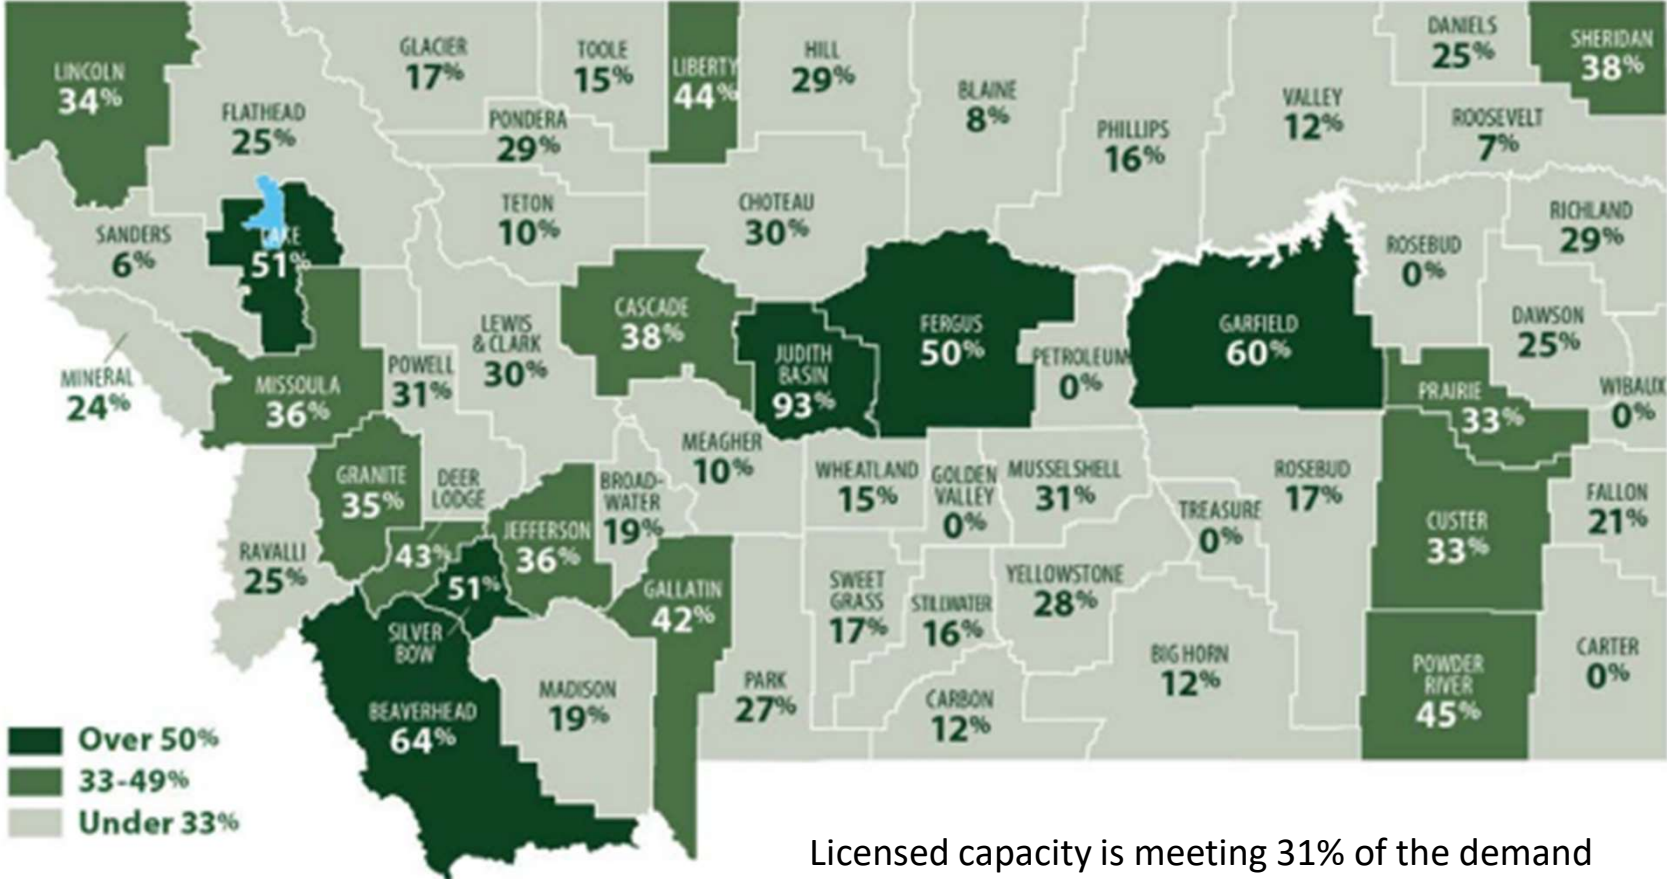 LINCOLN
34%
FLATHEAD
25%
GLACIER
17%
TOOLE
15%
LIBERTY
44%
HILL
29%
BLAINE
8%
PHILLIPS
16%
VALLEY
12%
DANIELS
25%
SHERIDAN
38%
ROOSEVELT
7%
PONDERA
29%
TETON
10%
CHOTEAU
30%
SANDERS
6%
LAKE
51%
ROSEBUD
0%
RICHLAND
29%
MINERAL
24%
MISSOULA
36%
POWELL
31%
LEWIS
& CLARK
30%
CASCADE
38%
JUDITH
BASIN
93%
FERGUS
50%
PETROLEUM
0%
GARFIELD
60%
DAWSON
25%
PRAIRIE
33%
WIBAUX
0%
GRANITE
35%
DEER
LODGE
43%
JEFFERSON
36%
BROAD-
WATER
19%
MEAGHER
10%
WHEATLAND
15%
GOLDEN
VALLEY
0%
MUSSELSHELL
31%
TREASURE
0%
ROSEBUD
17%
CUSTER
33%
FALLON
21%
RAVALLI
25%
51%
SILVER
BOW
GALLATIN
42%
SWEET
GRASS
17%
STILLWATER
16%
YELLOWSTONE
28%
BIG HORN
12%
POWDER
RIVER
45%
CARTER
0%
BEAVERHEAD
64%
MADISON
19%
PARK
27%
CARBON
12%
Over 50%
33-49%
Under 33%
Licensed capacity is meeting 31% of the demand